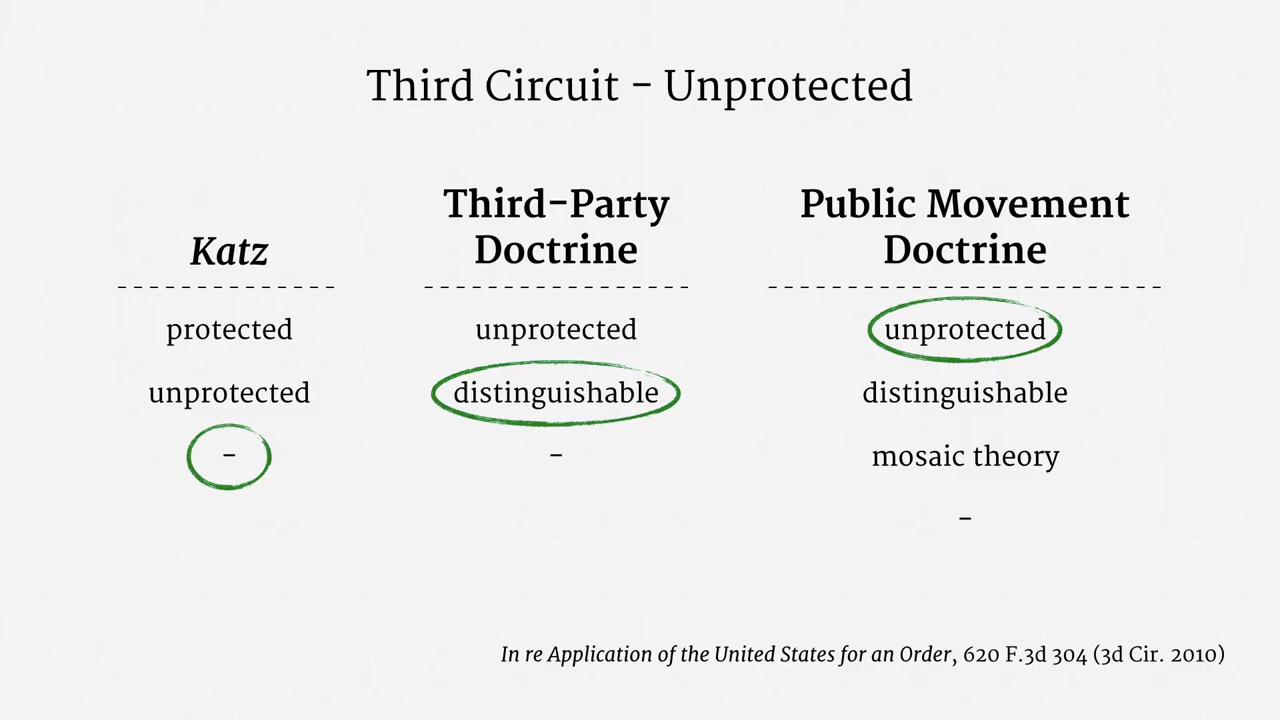 Third Circuit – Unprotected
Katz
Third-Party
Doctrine
Public Movement
Doctrine
protected
unprotected
unprotected
unprotected
distinguishable
distinguishable
-
-
mosaic theory
-
In re Application of the United States for an Order, 620 F.3d 304 (3d Cir. 2010)